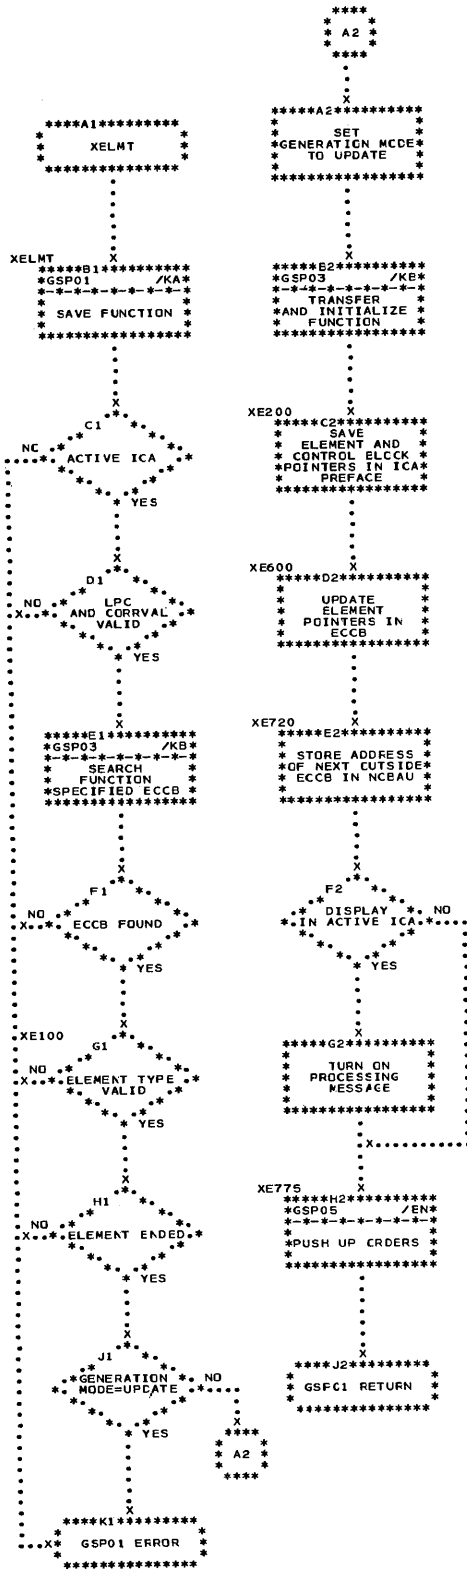 A1
XELMT
XELMT
B1
GSP01 /KA
SAVE FUNCTION
C1
NC
ACTIVE ICA
YES
D1
NO
LPC
AND CORRVAL
VALID
YES
E1
GSP03 /KB
SEARCH
FUNCTION
SPECIFIED ECCB
F1
NO
ECCB FOUND
YES
XE100
G1
NO
ELEMENT TYPE
VALID
YES
H1
NO
ELEMENT ENDED
YES
J1
GENERATION
MODE=UPDATE
NO
YES
A2
K1
GSP01 ERROR
A2
A2
SET
GENERATION MODE
TO UPDATE
B2
GSP03 /KB
TRANSFER
AND INITIALIZE
FUNCTION
XE200
C2
SAVE
ELEMENT AND
CONTROL ELCCK
POINTERS IN ICA
PREFACE
XE600
D2
UPDATE
ELEMENT
POINTERS IN
ECCB
XE720
E2
STORE ADDRESS
OF NEXT CUTSIDE
ECCB IN NCBAU
F2
DISPLAY
IN ACTIVE ICA
NO
YES
G2
TURN ON
PROCESSING
MESSAGE
XE775
H2
GSP05 /EN
PUSH UP CRDERS
J2
GSPC1 RETURN